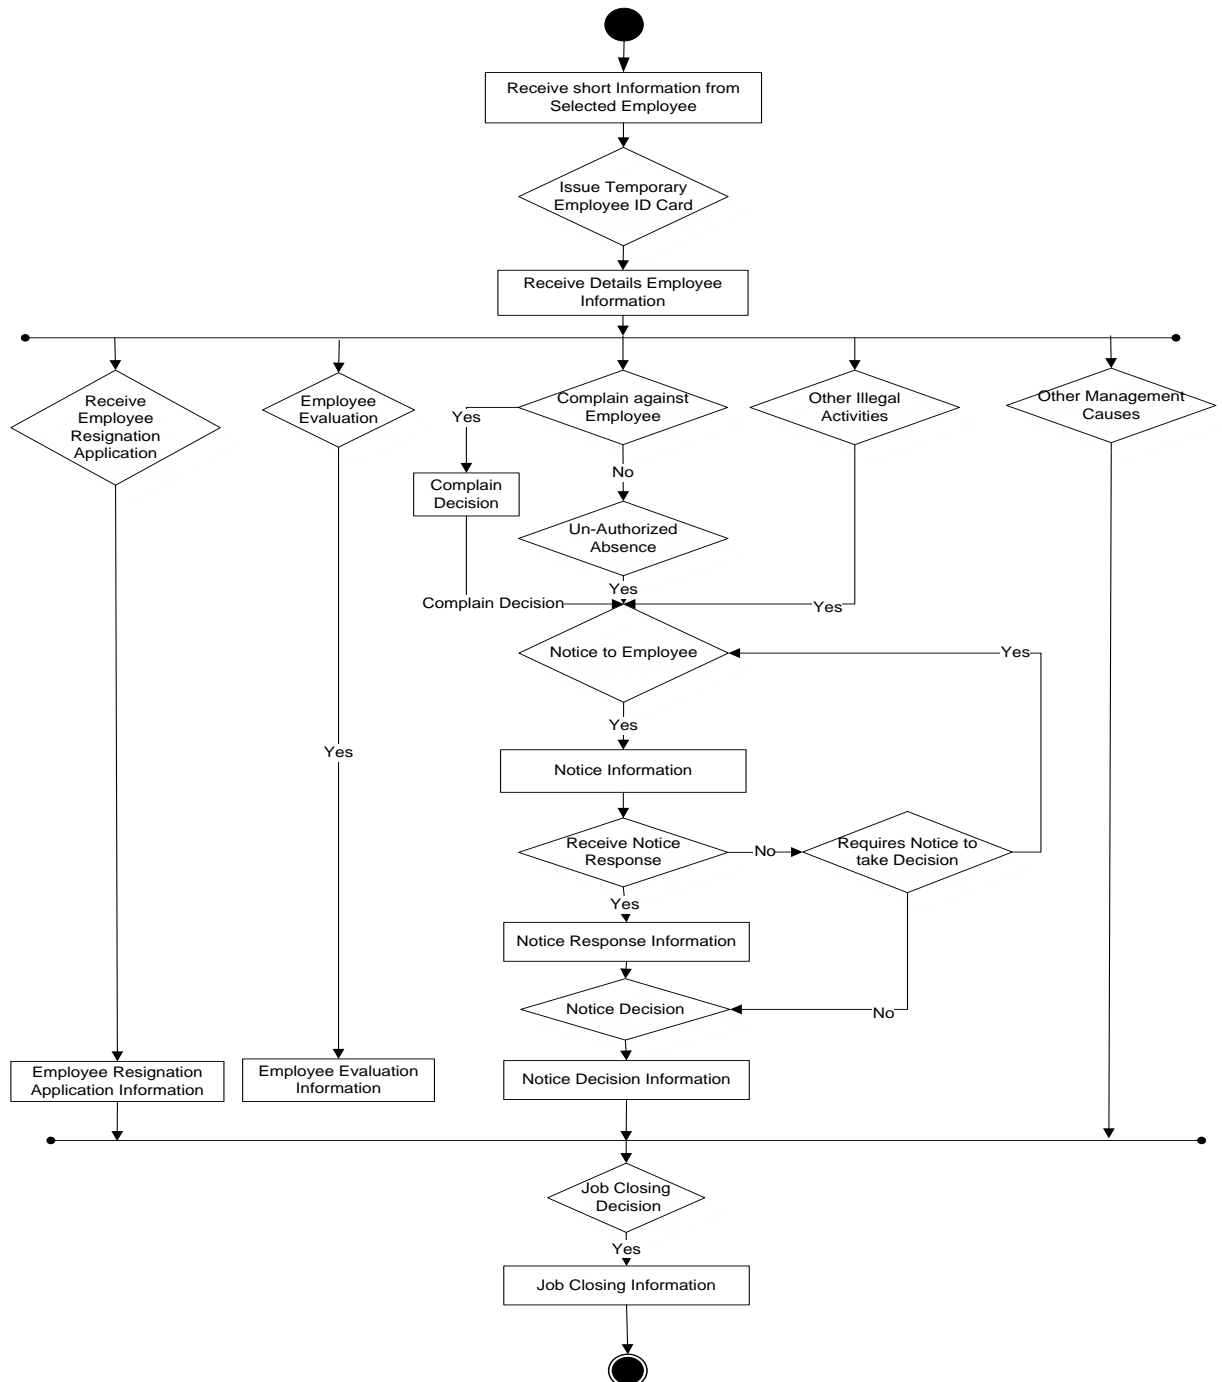 Receive short Information from
Selected Employee
Issue Temporary
Employee ID Card
Receive Details Employee
Information
Receive
Employee
Resignation
Application
Employee
Evaluation
Complain against
Employee
Other Illegal
Activities
Other Management
Causes
Yes
No
Complain
Decision
Un-Authorized
Absence
Yes
Complain Decision
Yes
Notice to Employee
Yes
Yes
Yes
Notice Information
Receive Notice
Response
No
Requires Notice to
take Decision
Yes
Notice Response Information
Notice Decision
No
Employee Resignation
Application Information
Employee Evaluation
Information
Notice Decision Information
Job Closing
Decision
Yes
Job Closing Information